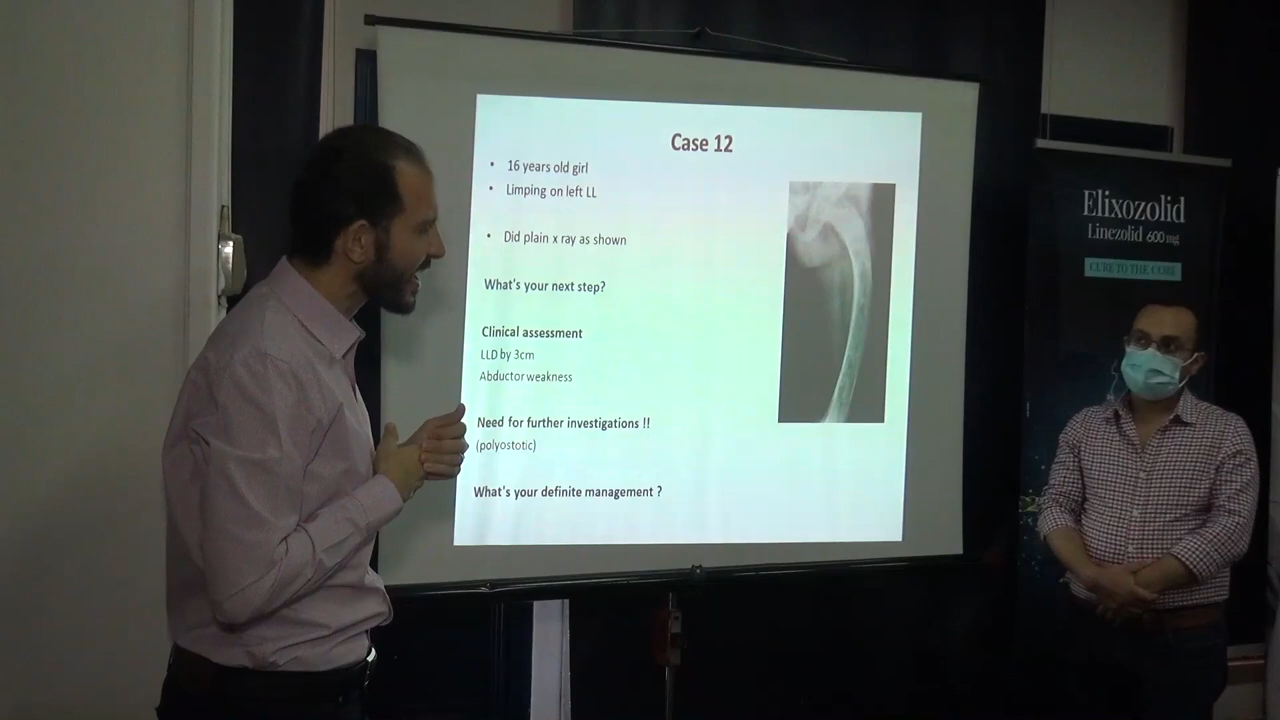 Case 12
• 16 years old girl
• Limping on left LL
• Did plain x ray as shown
What's your next step?
Clinical assessment
LLD by 3cm
Abductor weakness
Need for further investigations !!
(polyostotic)
What's your definite management ?
Elixozolid
Linezolid 600 mg
CURE TO THE CORE